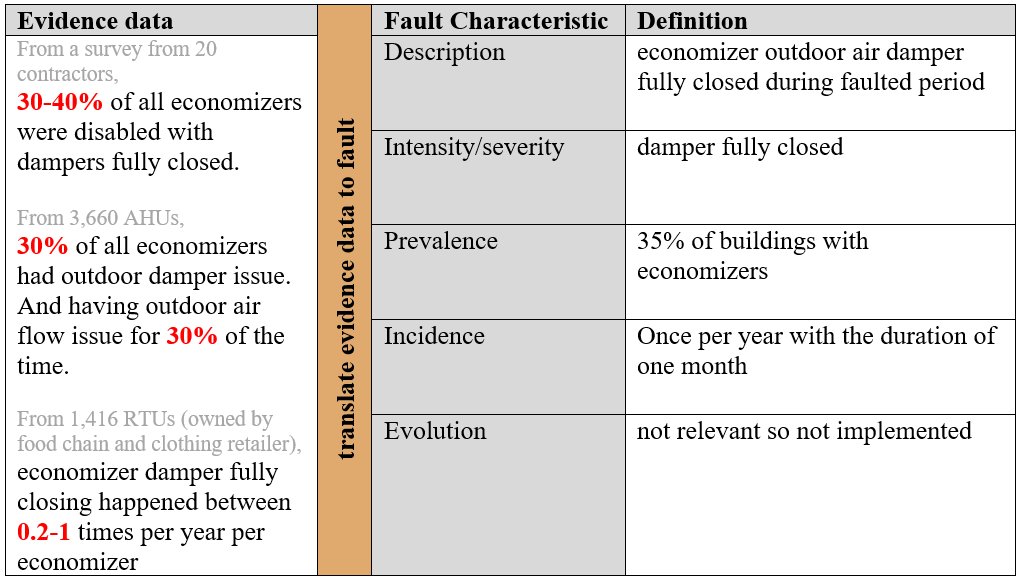 Evidence data
From a survey from 20
contractors,
30-40% of all economizers
were disabled with
dampers fully closed.
From 3,660 AHUs,
30% of all economizers
had outdoor damper issue.
And having outdoor air
flow issue for 30% of the
time.
From 1,416 RTUs (owned by
food chain and clothing retailer),
economizer damper fully
closing happened between
0.2-1 times per year per
economizer
translate evidence data to fault
Fault Characteristic
Definition
Description
economizer outdoor air damper
fully closed during faulted period
Intensity/severity
damper fully closed
Prevalence
35% of buildings with
economizers
Incidence
Once per year with the duration of
one month
Evolution
not relevant so not implemented